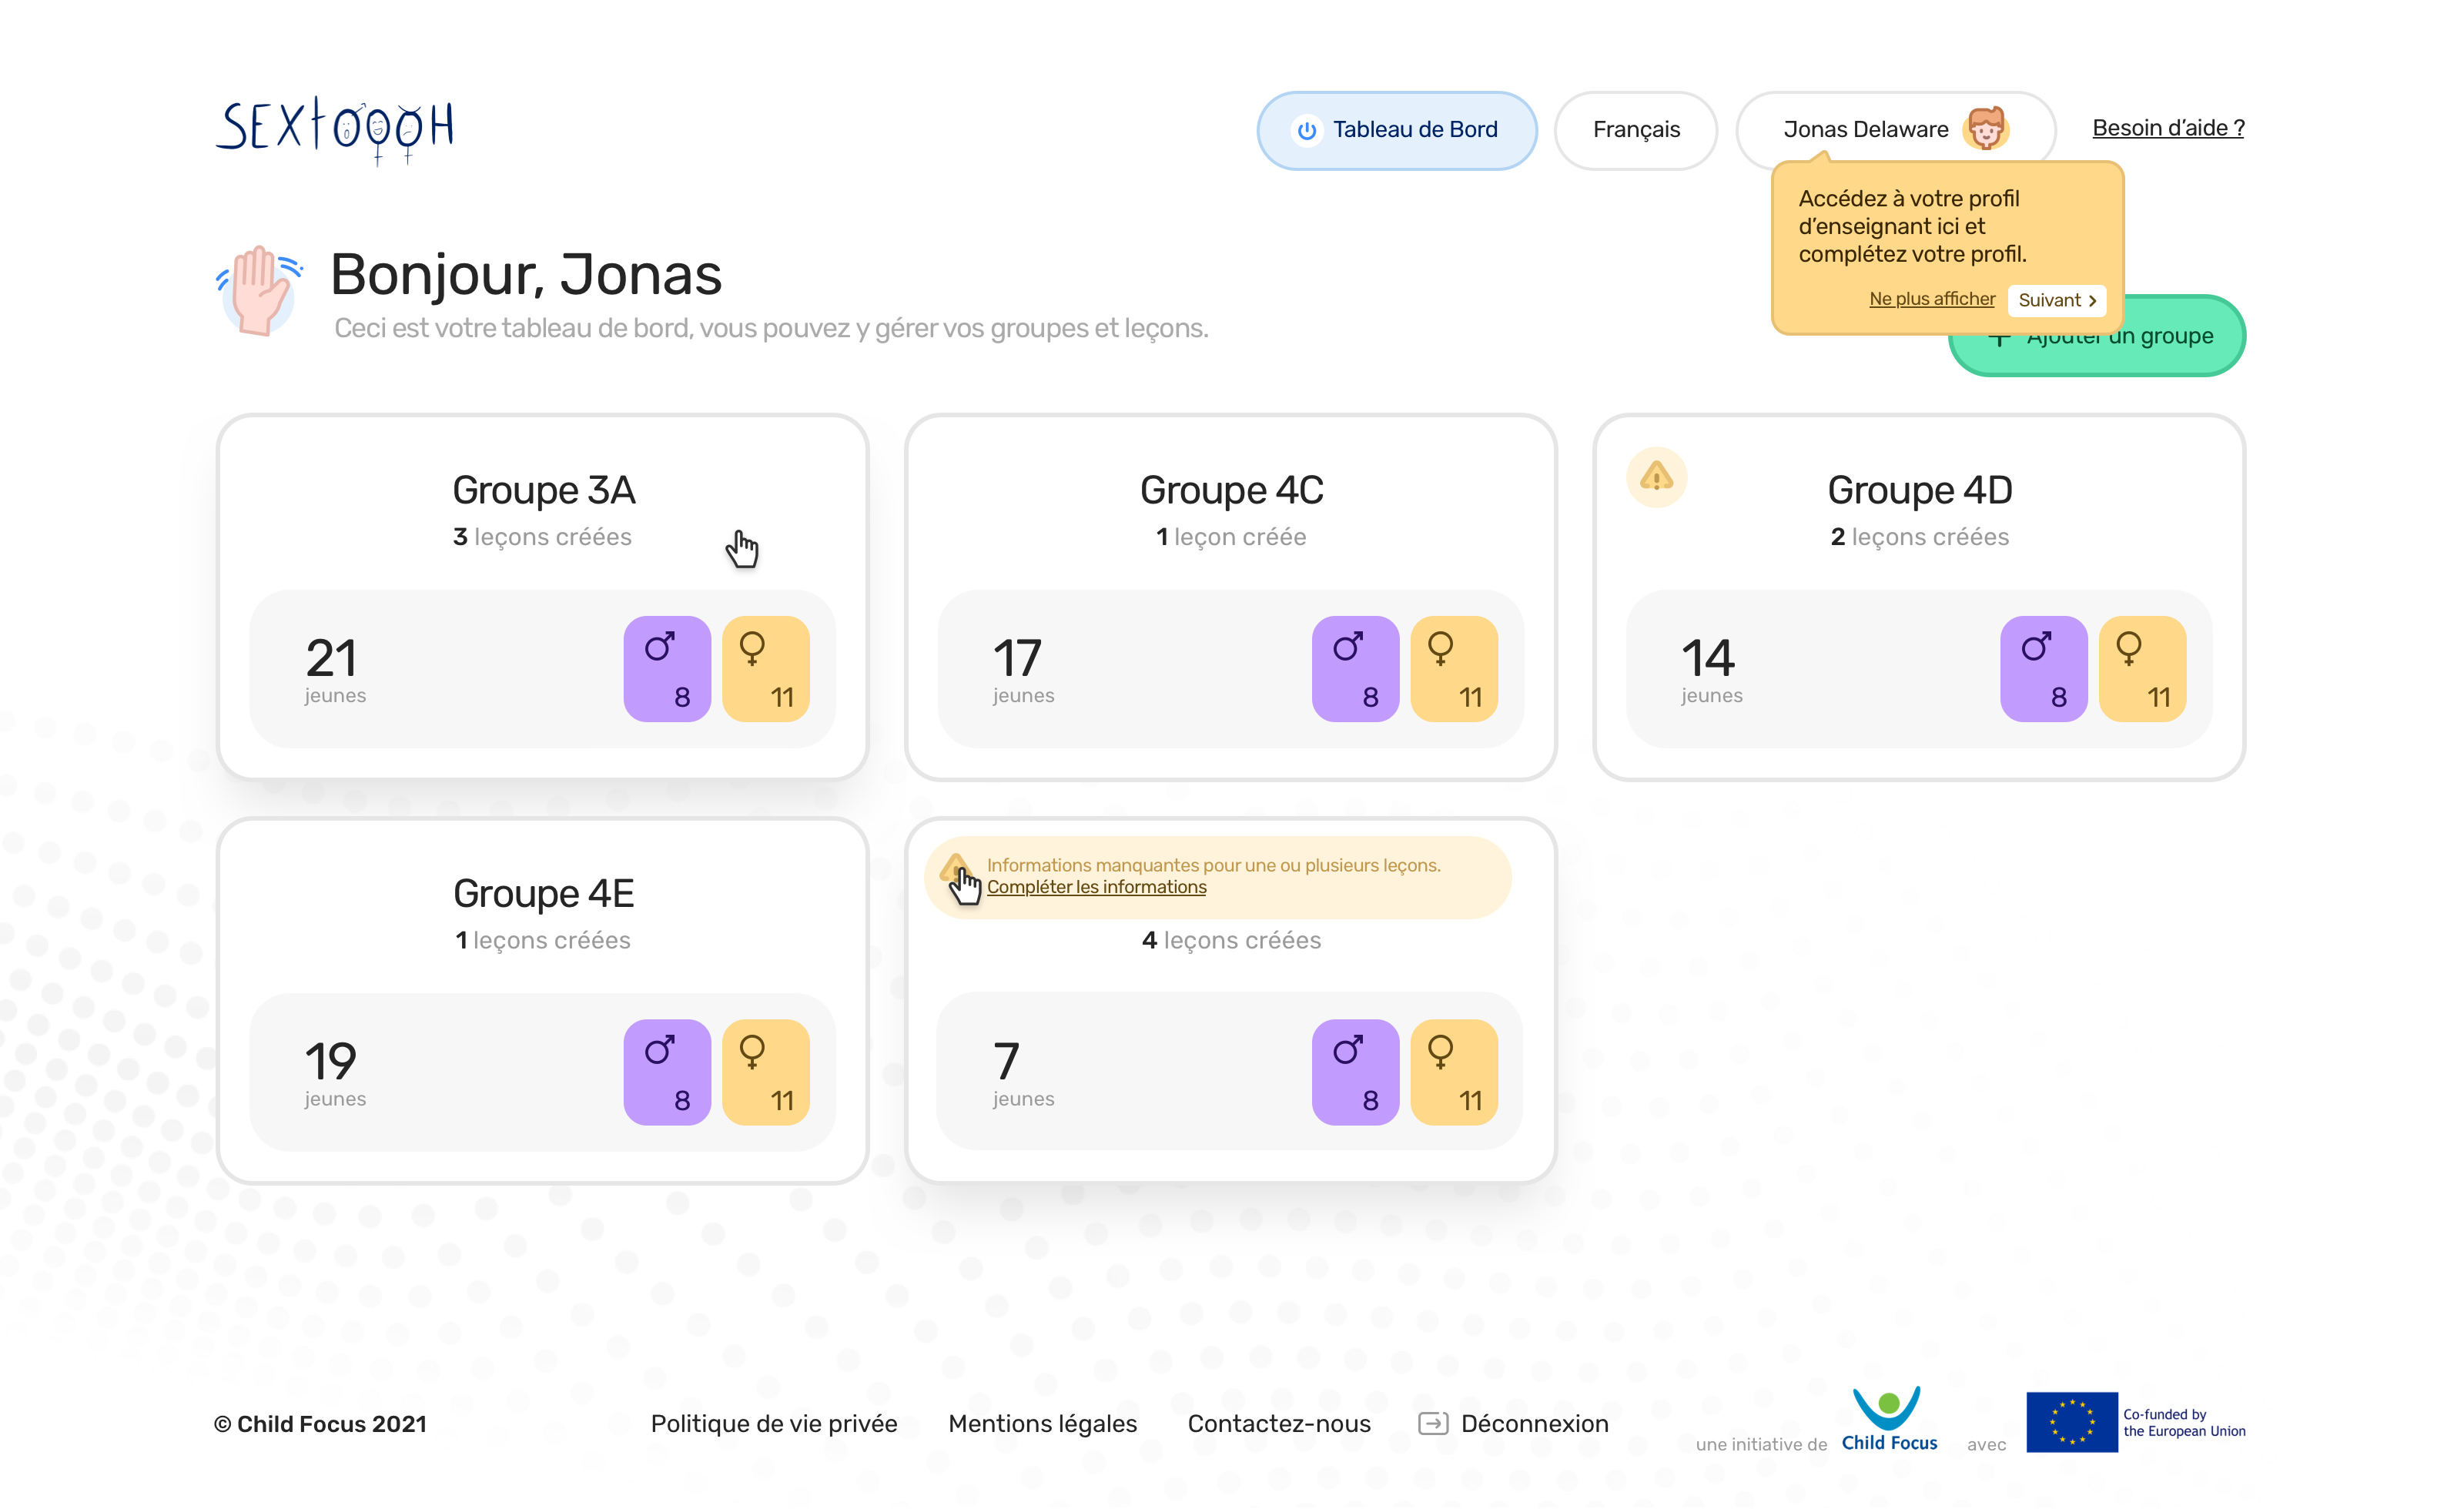 SEXTOOOH
Tableau de Bord
Français
Jonas Delaware
Besoin d'aide ?
Accédez à votre profil
d'enseignant ici et
complétez votre profil.
Ne plus afficher
Suivant
Bonjour, Jonas
Ceci est votre tableau de bord, vous pouvez y gérer vos groupes et leçons.
+ Ajouter un groupe
Groupe 3A
3 leçons créées
21
jeunes
♂ 8
♀ 11
Groupe 4C
1 leçon créée
17
jeunes
♂ 8
♀ 11
Groupe 4D
2 leçons créées
14
jeunes
♂ 8
♀ 11
Groupe 4E
1 leçons créées
19
jeunes
♂ 8
♀ 11
Informations manquantes pour une ou plusieurs leçons.
Compléter les informations
4 leçons créées
7
jeunes
♂ 8
♀ 11
© Child Focus 2021
Politique de vie privée
Mentions légales
Contactez-nous
Déconnexion
une initiative de
Child Focus
avec
Co-funded by
the European Union